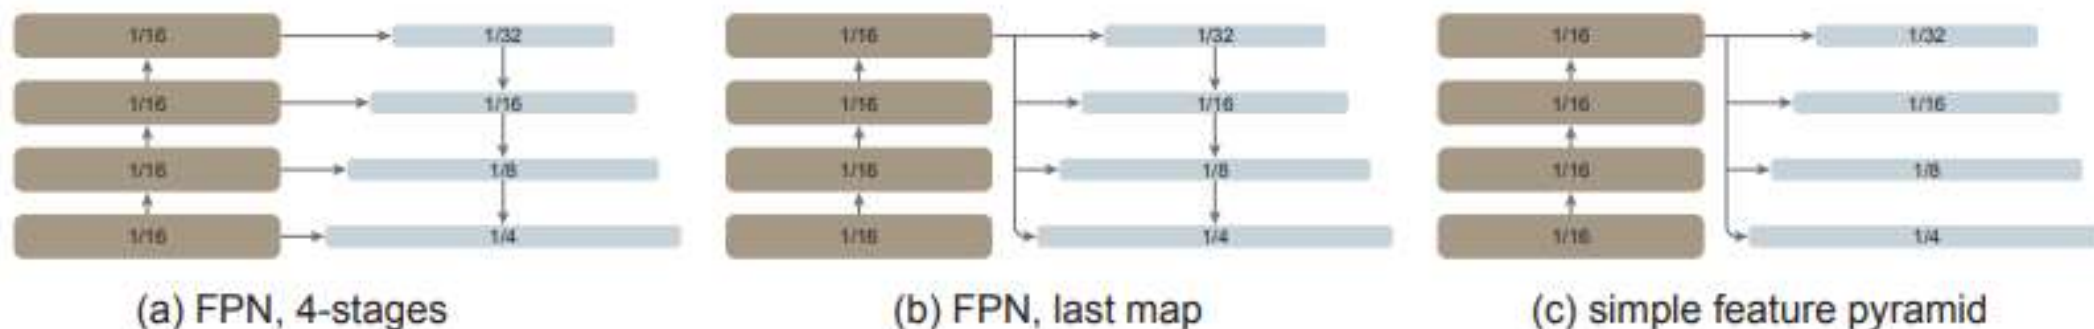 1/16 1/32 1/16 1/32 1/16 1/32
1/16 1/16 1/16 1/16 1/16 1/16
1/16 1/8 1/16 1/8 1/16 1/8
1/16 1/4 1/16 1/4 1/16 1/4
(a) FPN, 4-stages (b) FPN, last map (c) simple feature pyramid